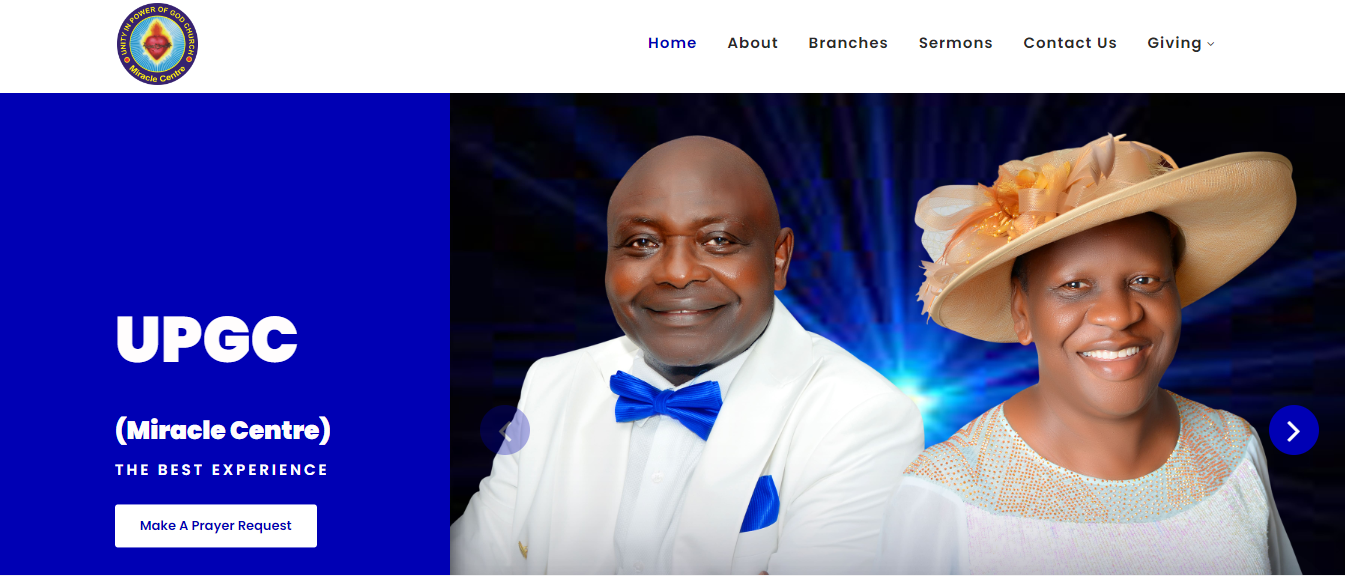 UNITY IN POWER OF GOD CHURCH
Miracle Centre
Home About Branches Sermons Contact Us Giving
UPGC
(Miracle Centre)
THE BEST EXPERIENCE
Make A Prayer Request